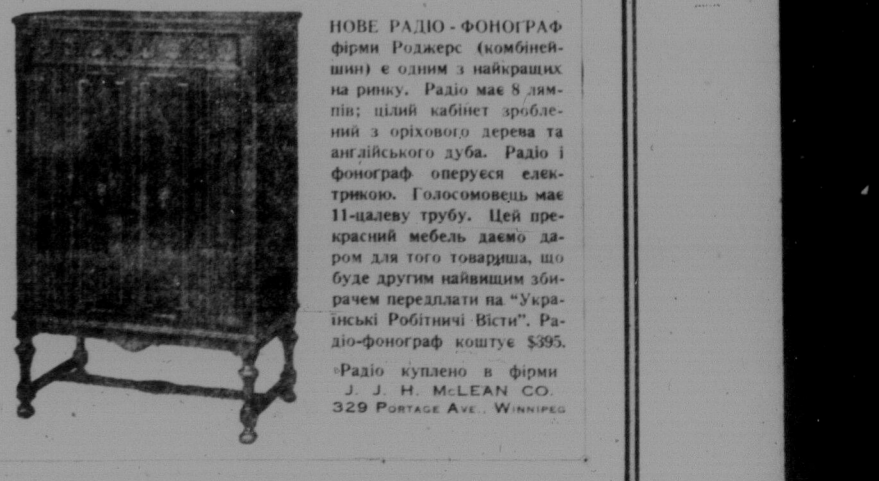 НОВЕ РАДІО - ФОНОҐРАФ
фірми Роджерс (комбіней-
шин) є одним з найкращих
на ринку. Радіо має 8 лям-
пів; цілий кабінет зробле-
ний з оріхового дерева та
англійського дуба. Радіо і
фонограф оперуєся елєк-
трикою. Голосомовець має
11-цалеву трубу. Цей пре-
красний мебель даємо да-
ром для того товариша, що
буде другим найвищим зби-
рачем передплати на “Укра-
їнські Робітничі Вісти”. Ра-
діо-фонограф коштує $395.
Радіо куплено в фірми
J. J. H. McLEAN CO.
329 PORTAGE AVE., WINNIPEG